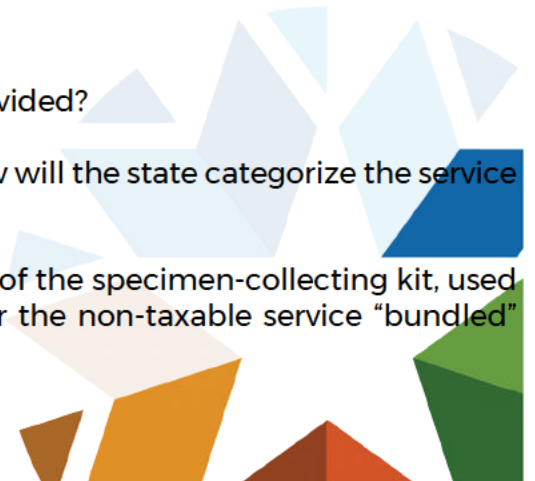 vided?
will the state categorize the service
of the specimen-collecting kit, used
r the non-taxable service “bundled”